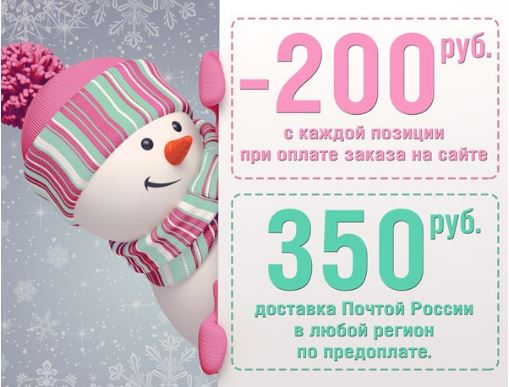 -200 руб.
с каждой позиции
при оплате заказа на сайте
350 руб.
доставка Почтой России
в любой регион
по предоплате.